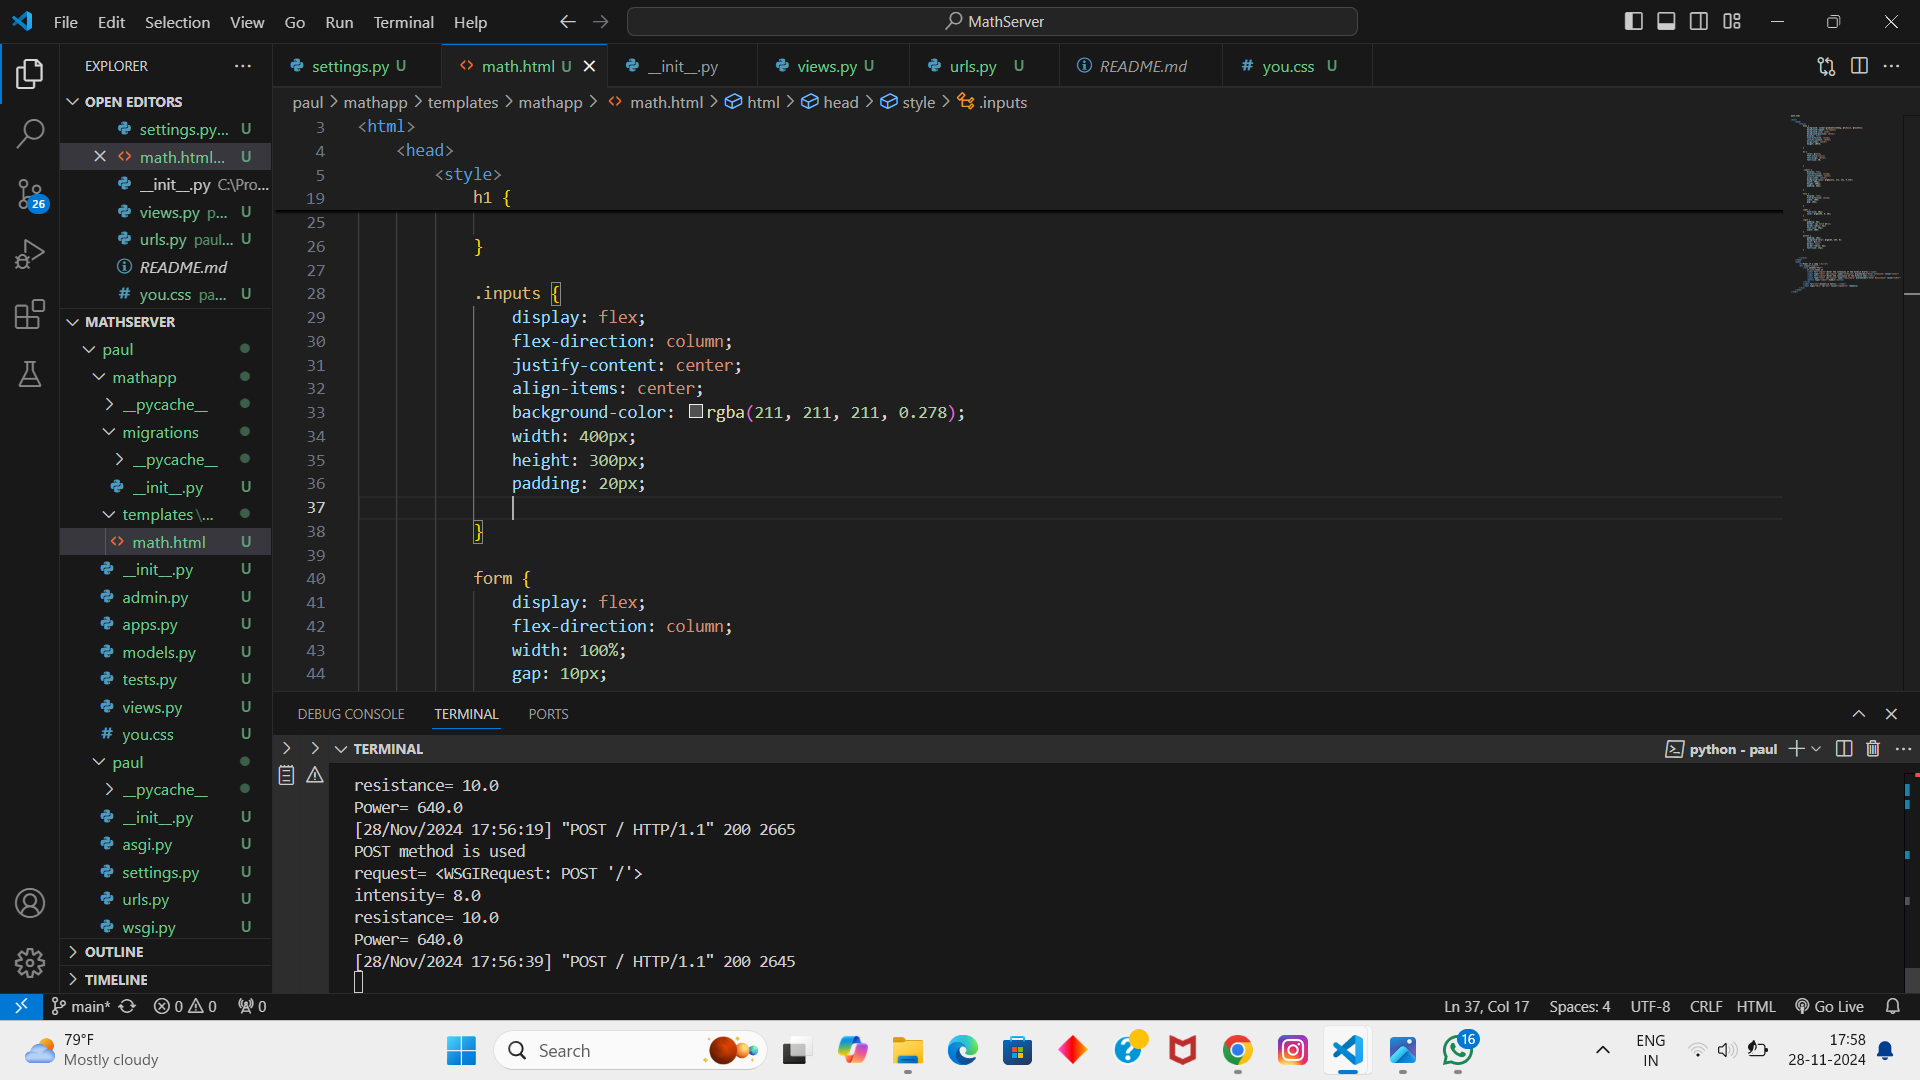 File Edit Selection View Go Run Terminal Help
MathServer
EXPLORER
settings.py U
math.html U
__init__.py
views.py U
urls.py U
README.md
you.css U
paul > mathapp > templates > mathapp > math.html > html > head > style > .inputs
OPEN EDITORS
settings.py... U
math.html... U
__init__.py C:\Pro...
views.py p... U
urls.py paul... U
README.md
you.css pa... U
MATHSERVER
paul
mathapp
__pycache__
migrations
__pycache__
__init__.py U
templates\...
math.html U
__init__.py U
admin.py U
apps.py U
models.py U
tests.py U
views.py U
you.css U
paul
__pycache__
__init__.py U
asgi.py U
settings.py U
urls.py U
wsgi.py U
OUTLINE
TIMELINE
26
3 <html>
4 <head>
5 <style>
19 h1 {
25
26 }
27
28 .inputs {
29 display: flex;
30 flex-direction: column;
31 justify-content: center;
32 align-items: center;
33 background-color: rgba(211, 211, 211, 0.278);
34 width: 400px;
35 height: 300px;
36 padding: 20px;
37
38 }
39
40 form {
41 display: flex;
42 flex-direction: column;
43 width: 100%;
44 gap: 10px;
DEBUG CONSOLE TERMINAL PORTS
TERMINAL
python - paul
resistance= 10.0
Power= 640.0
[28/Nov/2024 17:56:19] "POST / HTTP/1.1" 200 2665
POST method is used
request= <WSGIRequest: POST '/'>
intensity= 8.0
resistance= 10.0
Power= 640.0
[28/Nov/2024 17:56:39] "POST / HTTP/1.1" 200 2645
main* 0 0 0
Ln 37, Col 17 Spaces: 4 UTF-8 CRLF HTML Go Live
79°F
Mostly cloudy
Search
16
ENG
IN
17:58
28-11-2024